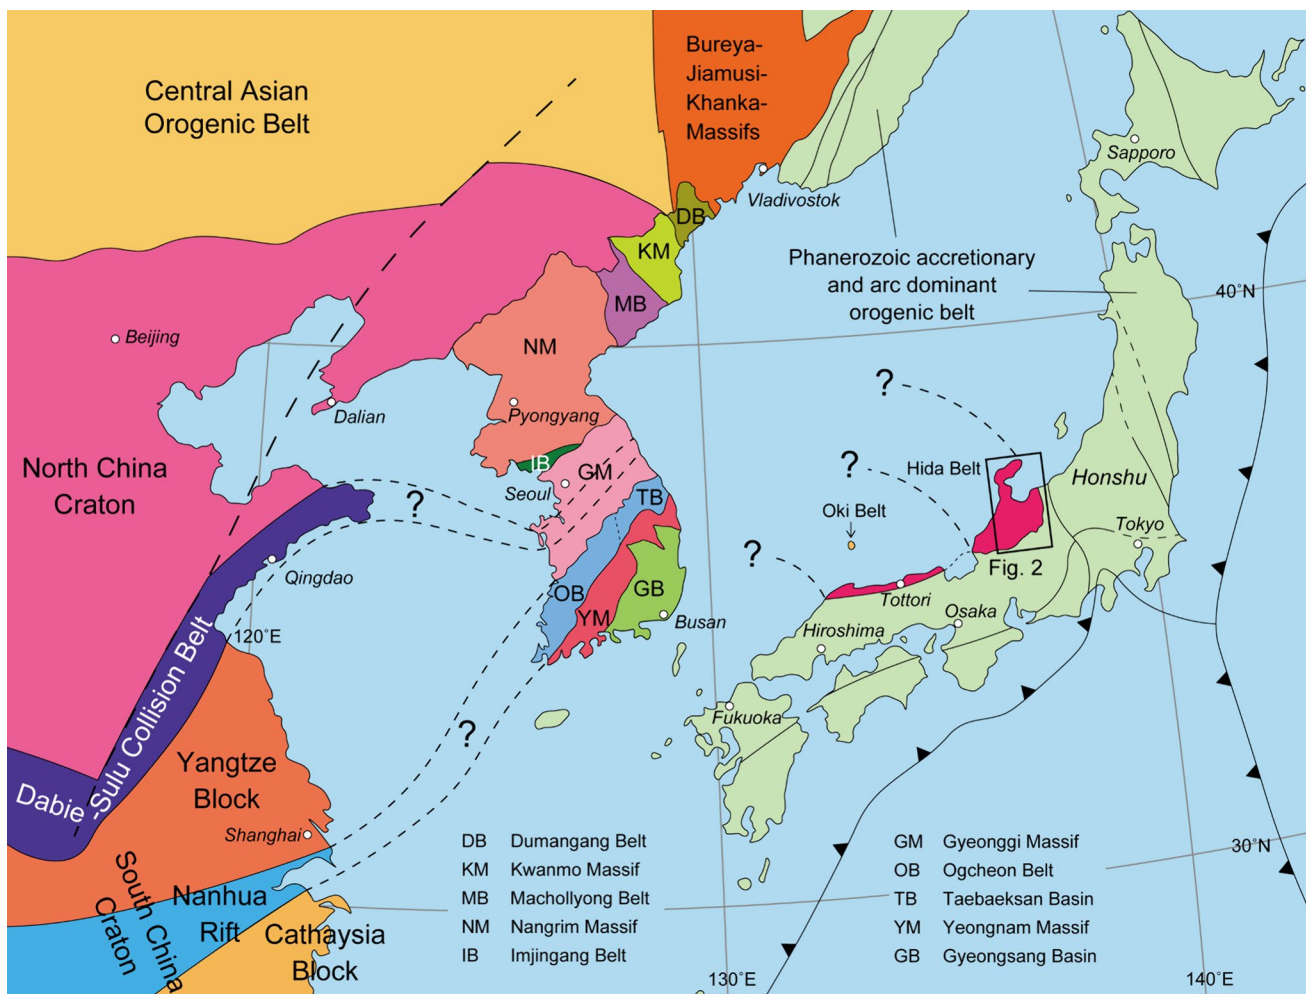 Central Asian
Orogenic Belt
Bureya-
Jiamusi-
Khanka-
Massifs
Sapporo
Vladivostok
DB
KM
MB
Phanerozoic accretionary
and arc dominant
orogenic belt
40°N
Beijing
NM
Dalian
Pyongyang
?
North China
Craton
IB
GM
Seoul
TB
?
?
Hida Belt
Honshu
Oki Belt
Tokyo
?
Fig. 2
Qingdao
OB
GB
YM
Busan
Tottori
Osaka
Hiroshima
120°E
Dabie
-Sulu Collision Belt
?
Fukuoka
Yangtze
Block
Shanghai
South China
Craton
Nanhua
Rift
Cathaysia
Block
DB Dumangang Belt
KM Kwanmo Massif
MB Machollyong Belt
NM Nangrim Massif
IB Imjingang Belt
GM Gyeonggi Massif
OB Ogcheon Belt
TB Taebaeksan Basin
YM Yeongnam Massif
GB Gyeongsang Basin
30°N
130°E
140°E